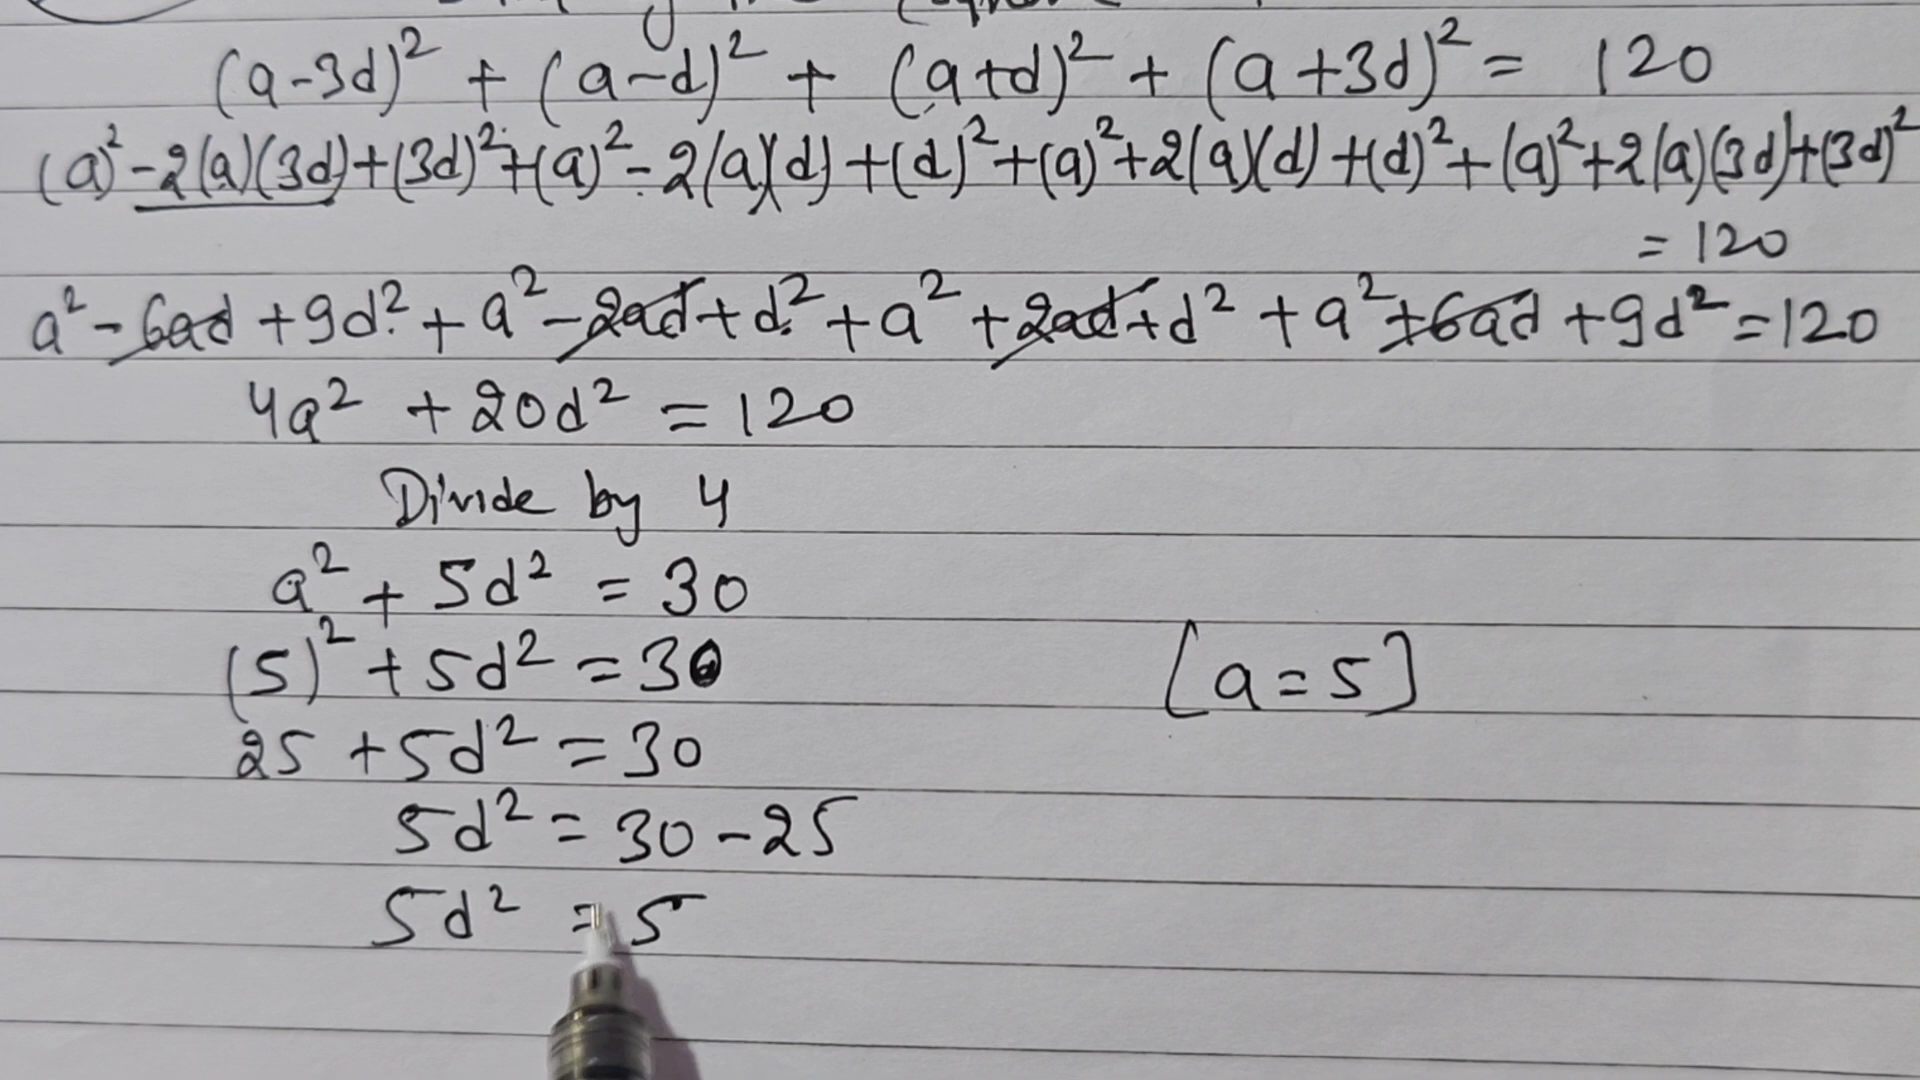 (a-3d)² + (a-d)² + (a+d)² + (a+3d)² = 120
(a)² - 2(a)(3d) + (3d)² + (a)² - 2(a)(d) + (d)² + (a)² + 2(a)(d) + (d)² + (a)² + 2(a)(3d) + (3d)²
= 120
a² - 6ad + 9d² + a² - 2ad + d² + a² + 2ad + d² + a² + 6ad + 9d² = 120
4a² + 20d² = 120
Divide by 4
a² + 5d² = 30
(5)² + 5d² = 30 [a = 5]
25 + 5d² = 30
5d² = 30 - 25
5d² = 5